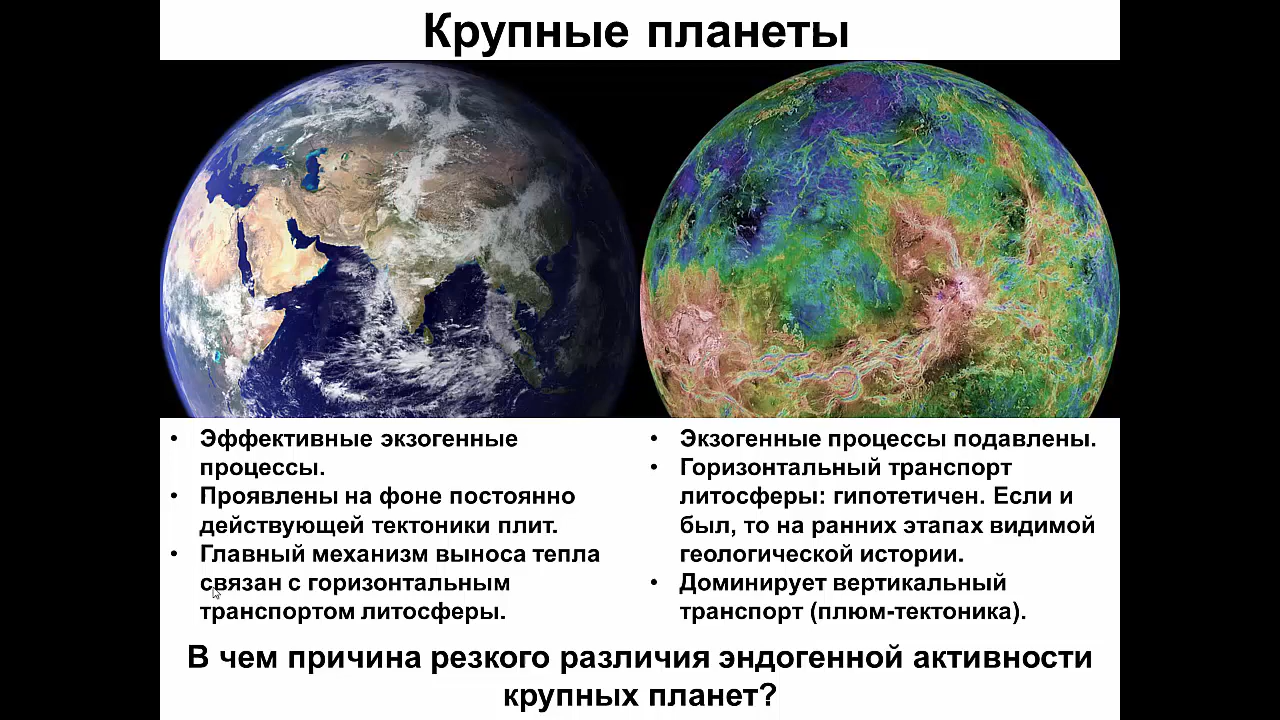 Крупные планеты
• Эффективные экзогенные
процессы.
• Проявлены на фоне постоянно
действующей тектоники плит.
• Главный механизм выноса тепла
связан с горизонтальным
транспортом литосферы.
• Экзогенные процессы подавлены.
• Горизонтальный транспорт
литосферы: гипотетичен. Если и
был, то на ранних этапах видимой
геологической истории.
• Доминирует вертикальный
транспорт (плюм-тектоника).
В чем причина резкого различия эндогенной активности
крупных планет?